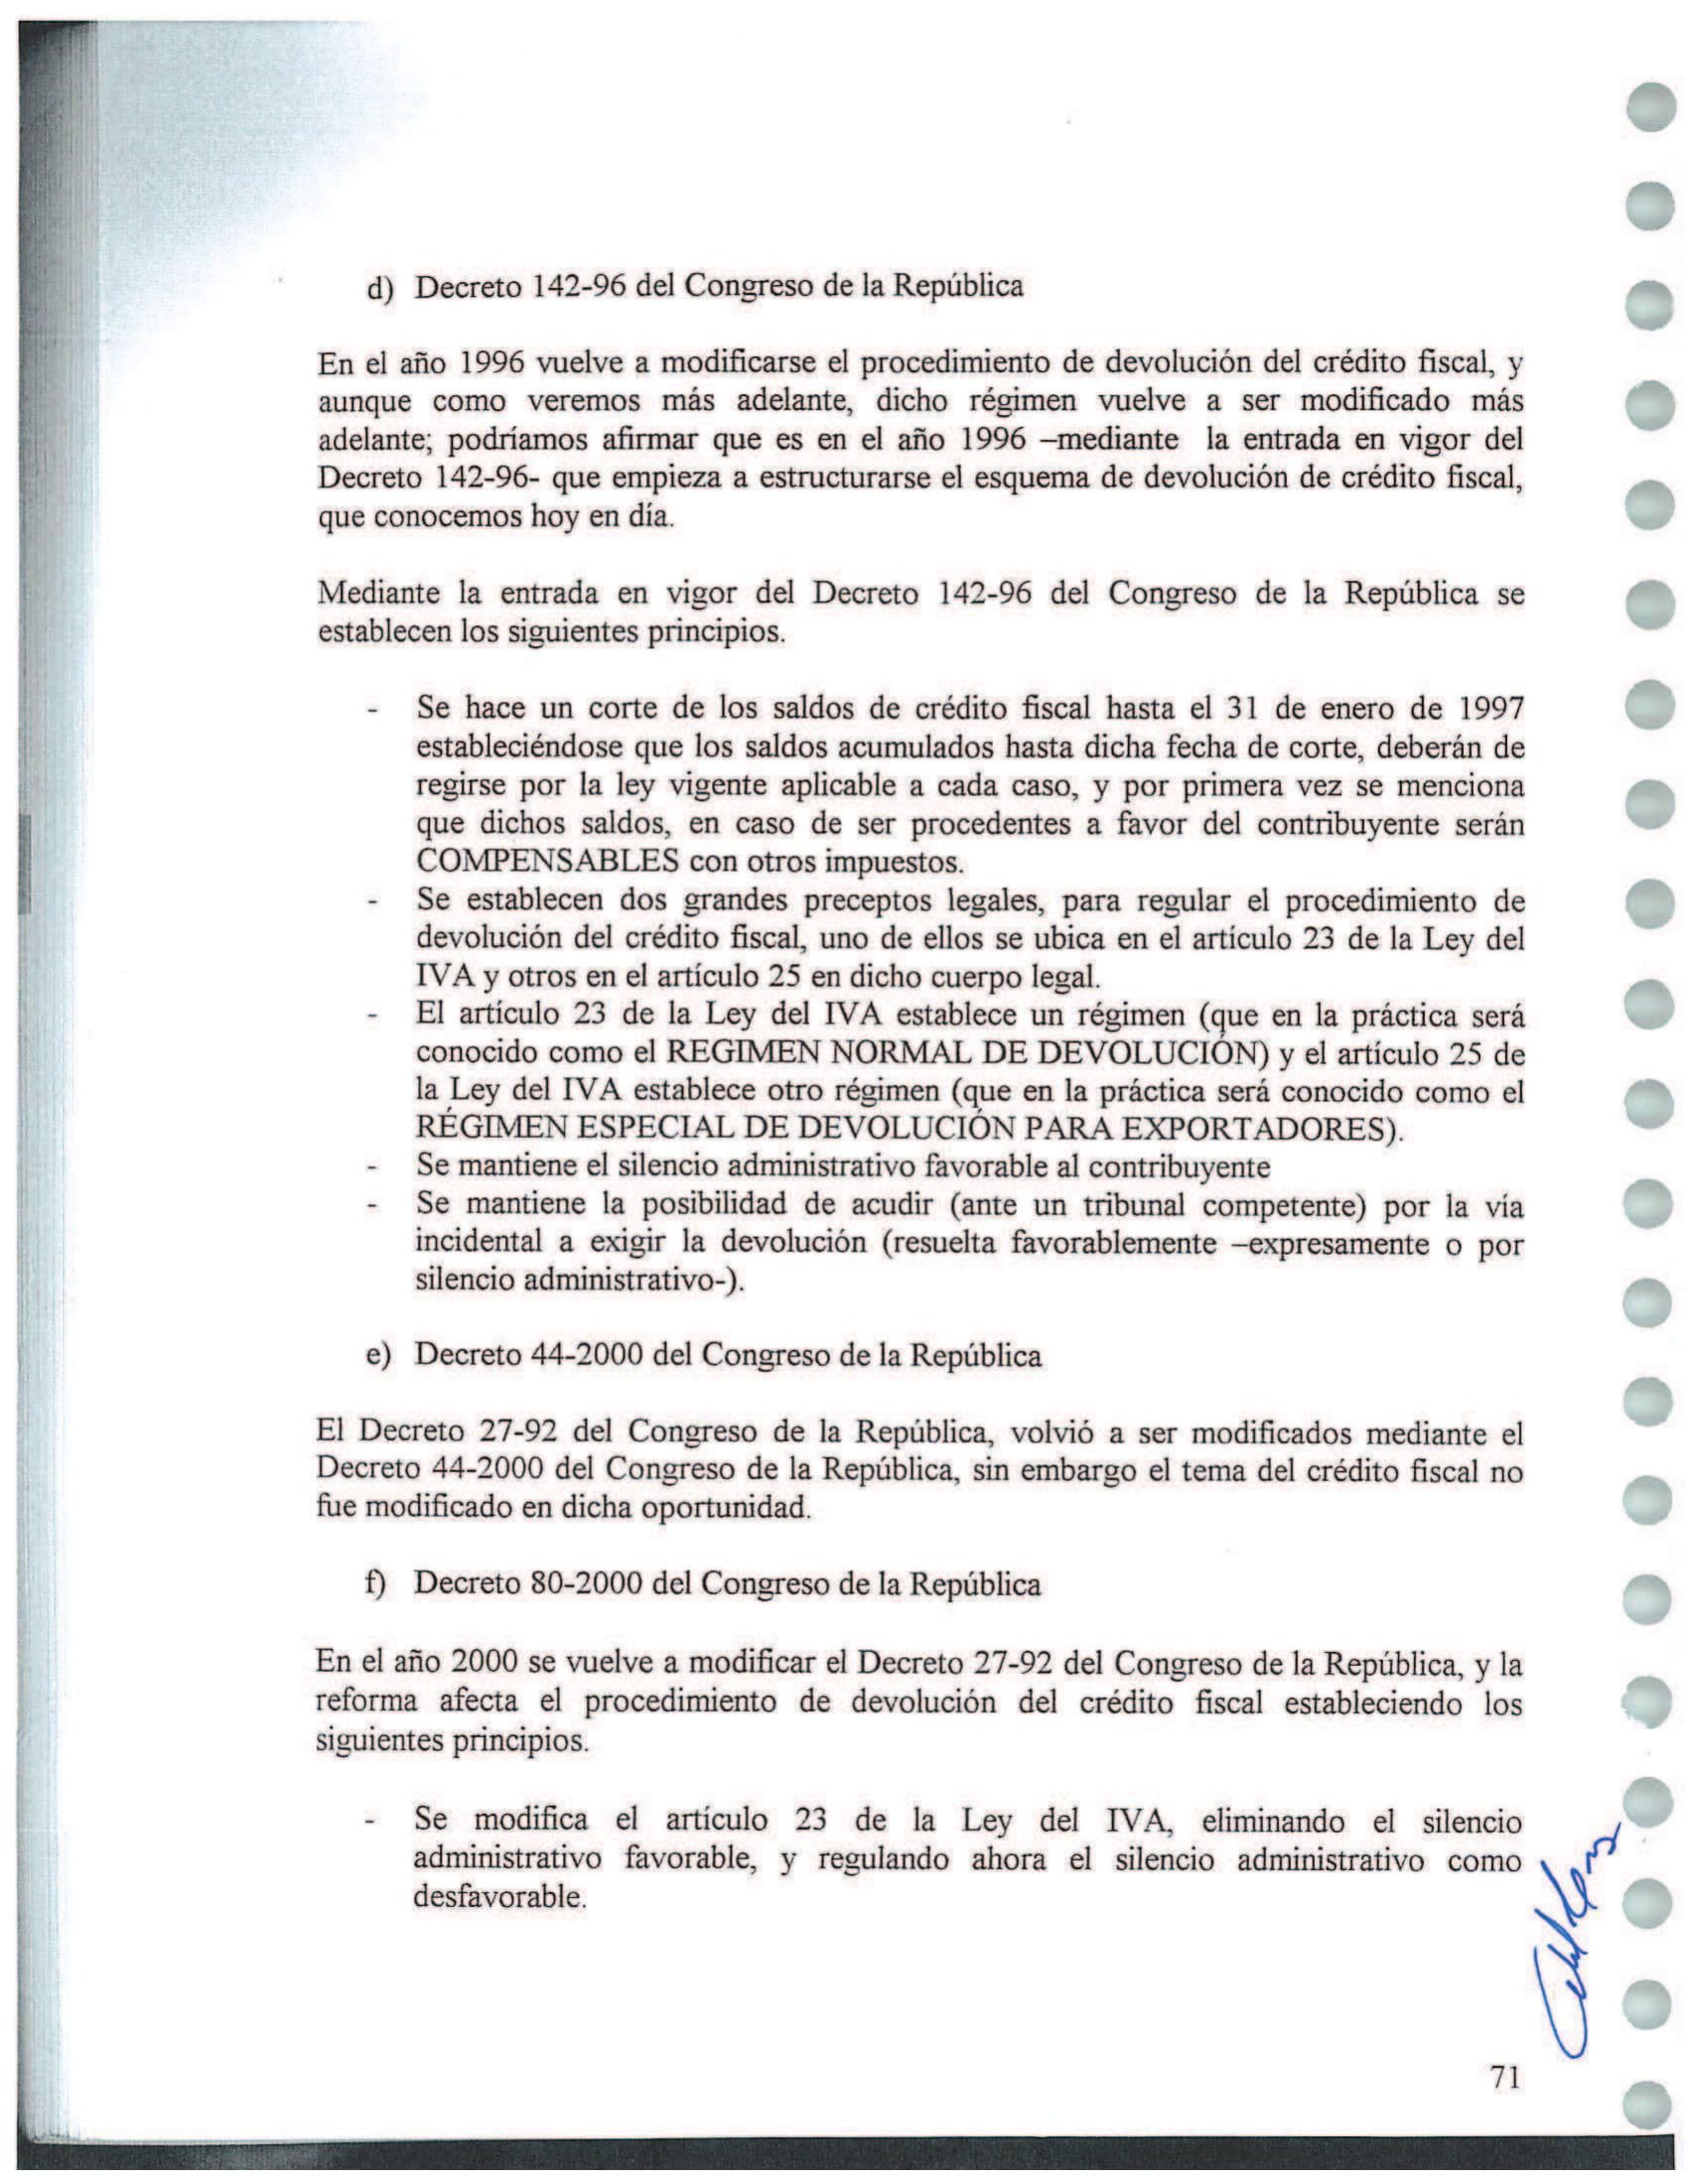 d) Decreto 142-96 del Congreso de la República
En el año 1996 vuelve a modificarse el procedimiento de devolución del crédito fiscal, y
aunque como veremos más adelante, dicho régimen vuelve a ser modificado más
adelante; podríamos afirmar que es en el año 1996 –mediante la entrada en vigor del
Decreto 142-96- que empieza a estructurarse el esquema de devolución de crédito fiscal,
que conocemos hoy en día.
Mediante la entrada en vigor del Decreto 142-96 del Congreso de la República se
establecen los siguientes principios.
- Se hace un corte de los saldos de crédito fiscal hasta el 31 de enero de 1997
estableciéndose que los saldos acumulados hasta dicha fecha de corte, deberán de
regirse por la ley vigente aplicable a cada caso, y por primera vez se menciona
que dichos saldos, en caso de ser procedentes a favor del contribuyente serán
COMPENSABLES con otros impuestos.
- Se establecen dos grandes preceptos legales, para regular el procedimiento de
devolución del crédito fiscal, uno de ellos se ubica en el artículo 23 de la Ley del
IVA y otros en el artículo 25 en dicho cuerpo legal.
- El artículo 23 de la Ley del IVA establece un régimen (que en la práctica será
conocido como el REGIMEN NORMAL DE DEVOLUCIÓN) y el artículo 25 de
la Ley del IVA establece otro régimen (que en la práctica será conocido como el
RÉGIMEN ESPECIAL DE DEVOLUCIÓN PARA EXPORTADORES).
- Se mantiene el silencio administrativo favorable al contribuyente
- Se mantiene la posibilidad de acudir (ante un tribunal competente) por la vía
incidental a exigir la devolución (resuelta favorablemente –expresamente o por
silencio administrativo-).
e) Decreto 44-2000 del Congreso de la República
El Decreto 27-92 del Congreso de la República, volvió a ser modificados mediante el
Decreto 44-2000 del Congreso de la República, sin embargo el tema del crédito fiscal no
fue modificado en dicha oportunidad.
f) Decreto 80-2000 del Congreso de la República
En el año 2000 se vuelve a modificar el Decreto 27-92 del Congreso de la República, y la
reforma afecta el procedimiento de devolución del crédito fiscal estableciendo los
siguientes principios.
- Se modifica el artículo 23 de la Ley del IVA, eliminando el silencio
administrativo favorable, y regulando ahora el silencio administrativo como
desfavorable.
71